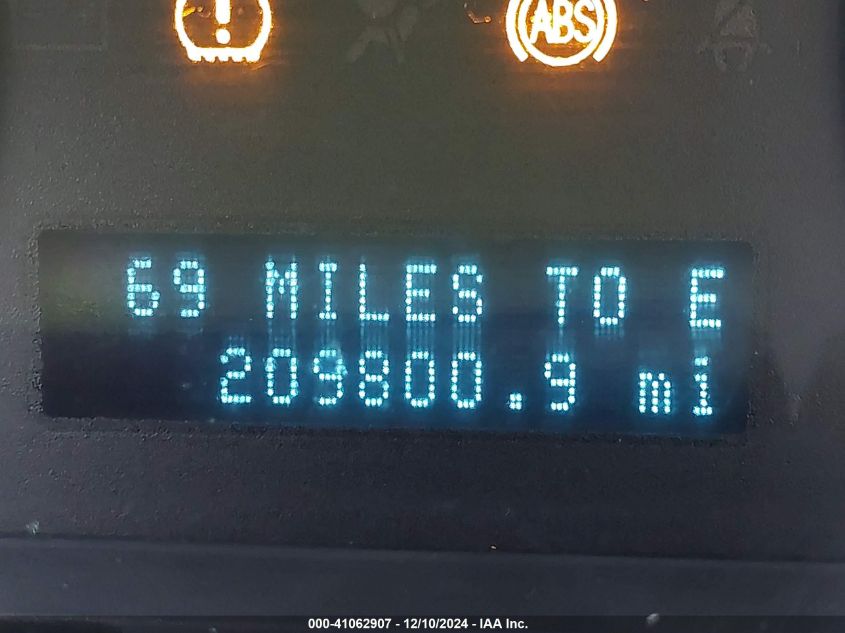 !
ABS
69 MILES TO E
209800.9 mi
000-41062907 - 12/10/2024 - IAA Inc.